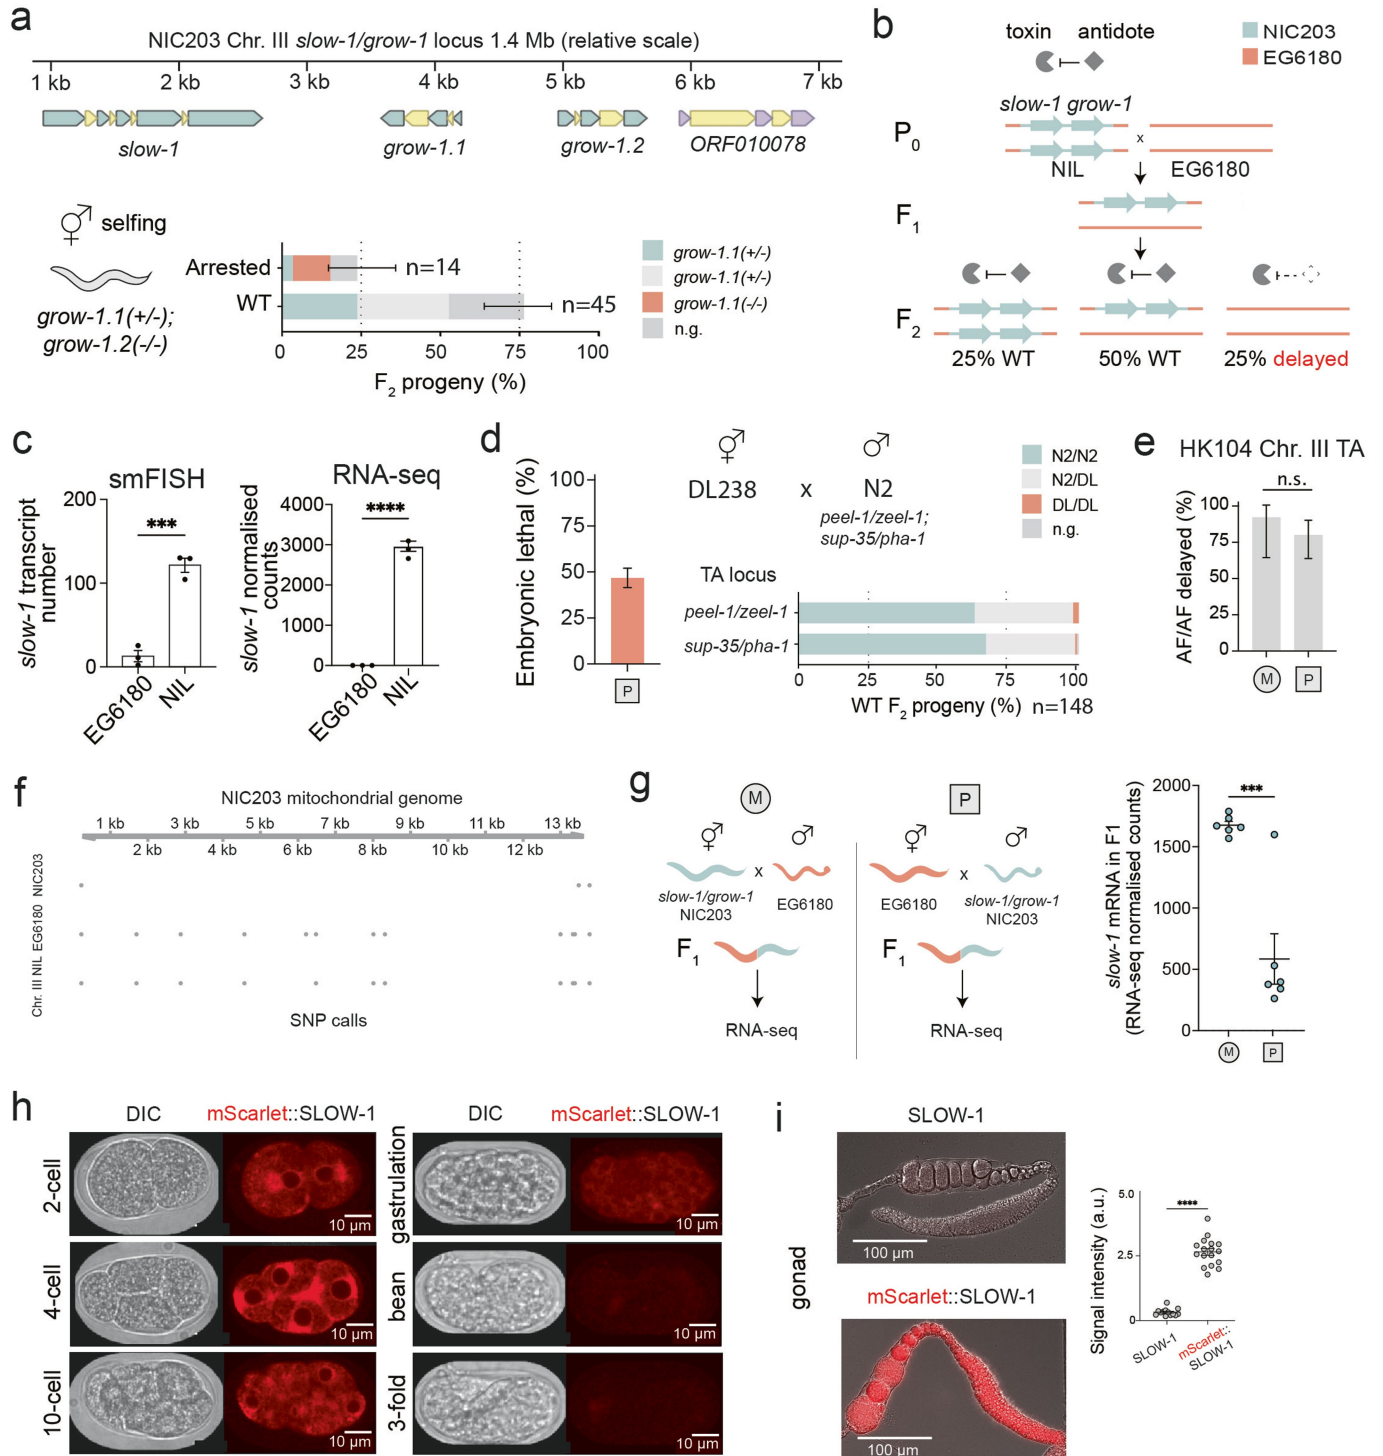 a
NIC203 Chr. III slow-1/grow-1 locus 1.4 Mb (relative scale)
1 kb 2 kb 3 kb 4 kb 5 kb 6 kb 7 kb
slow-1 grow-1.1 grow-1.2 ORF010078
selfing
grow-1.1(+/-);
grow-1.2(-/-)
Arrested
WT
n=14
n=45
0 25 50 75 100
F2 progeny (%)
grow-1.1(+/-)
grow-1.1(+/-)
grow-1.1(-/-)
n.g.
b
toxin antidote
NIC203
EG6180
slow-1 grow-1
P0
x
NIL EG6180
F1
F2
25% WT 50% WT 25% delayed
c
smFISH
slow-1 transcript
number
200
100
0
***
EG6180 NIL
RNA-seq
slow-1 normalised
counts
4000
3000
2000
1000
0
****
EG6180 NIL
d
Embryonic lethal (%)
100
75
50
25
0
P
DL238 x N2
peel-1/zeel-1;
sup-35/pha-1
N2/N2
N2/DL
DL/DL
n.g.
TA locus
peel-1/zeel-1
sup-35/pha-1
0 25 50 75 100
WT F2 progeny (%) n=148
e
HK104 Chr. III TA
n.s.
AF/AF delayed (%)
100
75
50
25
0
M P
f
NIC203 mitochondrial genome
1 kb 3 kb 5 kb 7 kb 9 kb 11 kb 13 kb
2 kb 4 kb 6 kb 8 kb 10 kb 12 kb
NIC203
EG6180
Chr. III NIL
SNP calls
g
M P
x x
slow-1/grow-1
NIC203
EG6180
EG6180
slow-1/grow-1
NIC203
F1 F1
RNA-seq RNA-seq
slow-1 mRNA in F1
(RNA-seq normalised counts)
2000
1500
1000
500
0
***
M P
h
DIC mScarlet::SLOW-1 DIC mScarlet::SLOW-1
2-cell
10 µm
gastrulation
10 µm
4-cell
10 µm
bean
10 µm
10-cell
10 µm
3-fold
10 µm
i
SLOW-1
100 µm
gonad
mScarlet::SLOW-1
100 µm
Signal intensity (a.u.)
5.0
2.5
0
****
SLOW-1
mScarlet::
SLOW-1